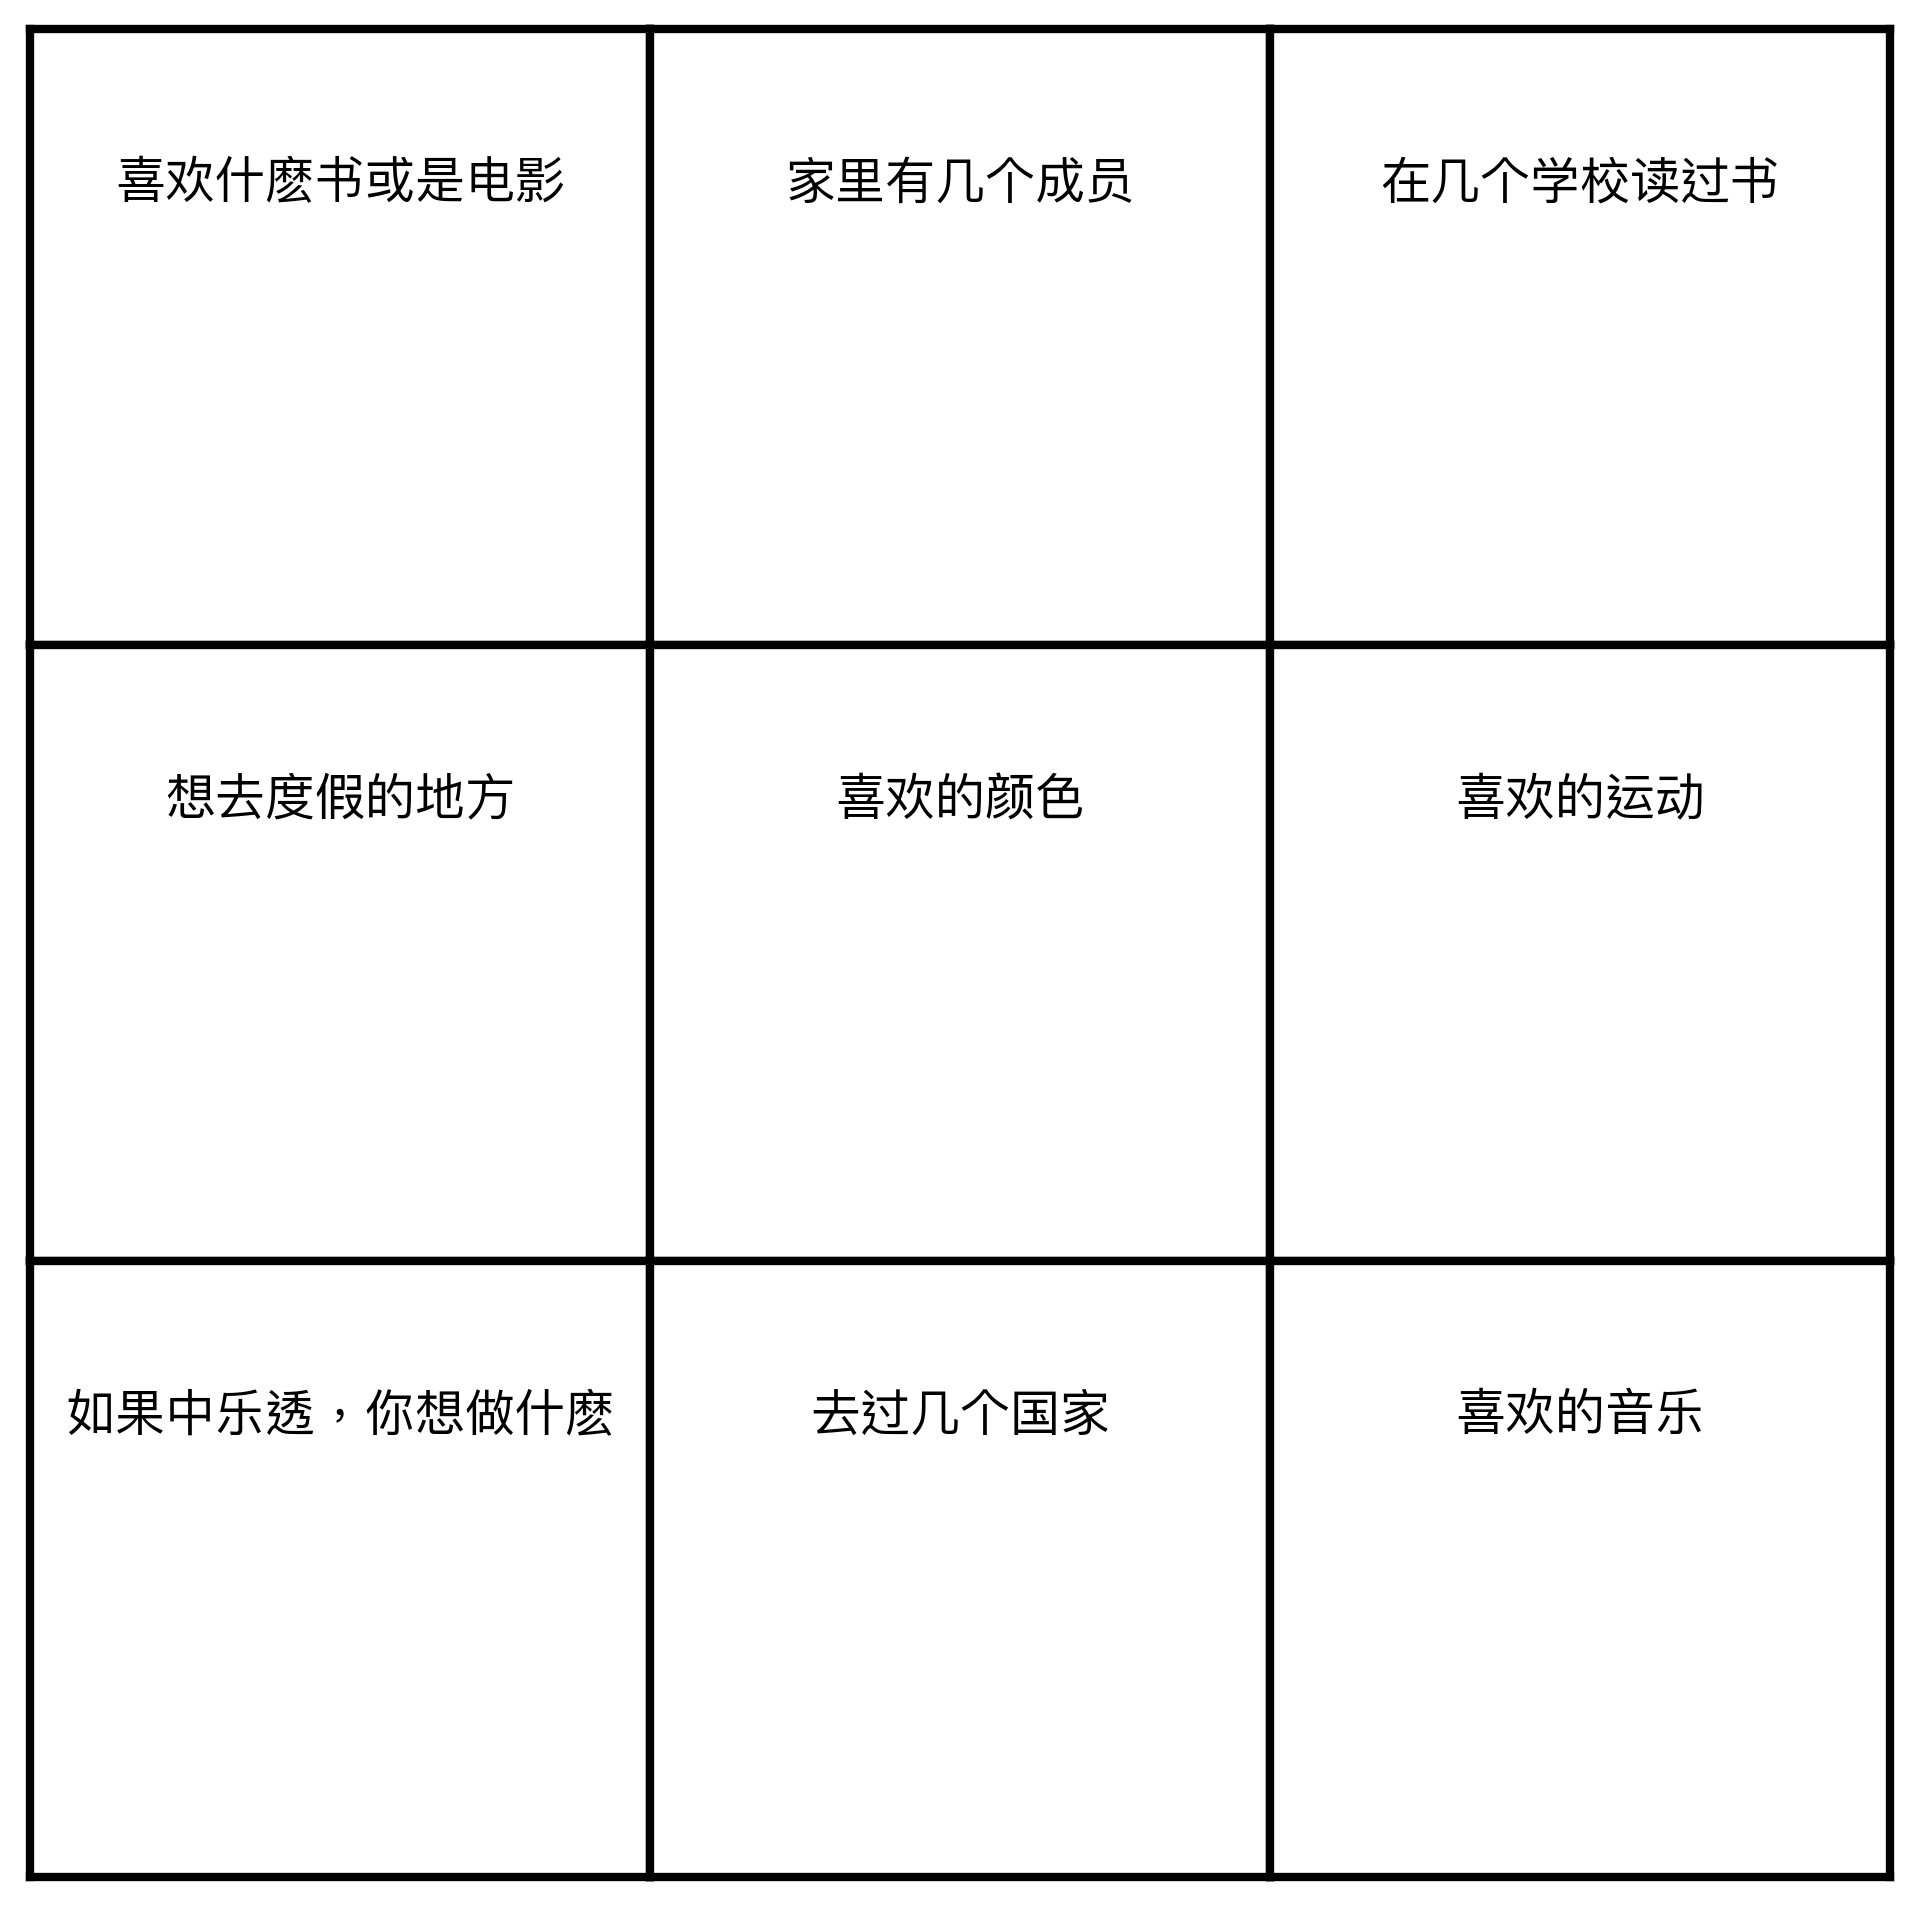 喜欢什麽书或是电影
家里有几个成员
在几个学校读过书
想去度假的地方
喜欢的颜色
喜欢的运动
如果中乐透，你想做什麽
去过几个国家
喜欢的音乐